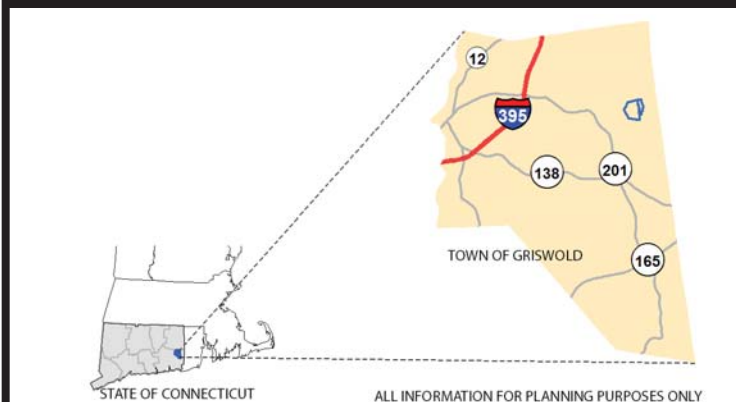 12
395
138
201
TOWN OF GRISWOLD
165
STATE OF CONNECTICUT
ALL INFORMATION FOR PLANNING PURPOSES ONLY